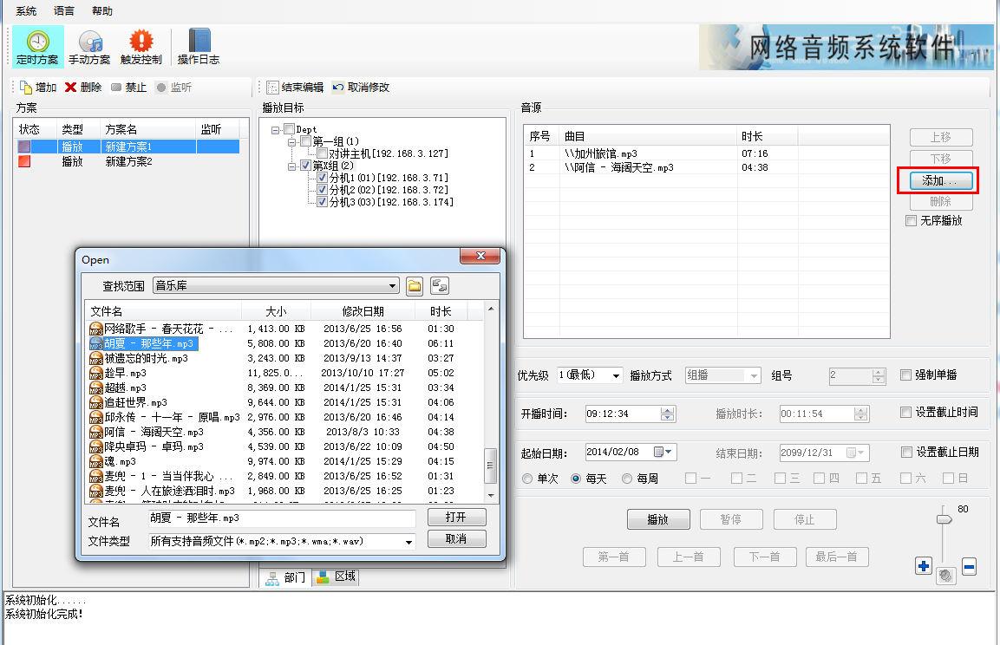 系统 语言 帮助
定时方案 手动方案 触发控制 操作日志
网络音频系统软件
增加 删除 禁止 监听
结束编辑 取消修改
方案
状态 类型 方案名 监听
播放 新建方案1
播放 新建方案2
播放目标
Dept
第一组(1)
对讲主机[192.168.3.127]
第X组(2)
分机1(01)[192.168.3.71]
分机2(02)[192.168.3.72]
分机3(03)[192.168.3.174]
部门 区域
音源
序号 曲目 时长
1 \\加州旅馆.mp3 07:16
2 \\阿信 - 海阔天空.mp3 04:38
上移
下移
添加...
删除
无序播放
Open
查找范围 音乐库
文件名 大小 修改日期 时长
网络歌手 - 春天花花 - ... 1,413.00 KB 2013/6/25 16:56 01:30
胡夏 - 那些年.mp3 5,808.00 KB 2013/6/20 16:40 06:11
被遗忘的时光.mp3 3,243.00 KB 2013/9/13 14:37 03:27
趁早.mp3 11,825.0... 2013/10/10 17:27 05:02
超越.mp3 8,369.00 KB 2014/1/25 15:31 03:34
追赶世界.mp3 9,644.00 KB 2014/1/25 15:31 04:06
邱永传 - 十一年 - 原唱.mp3 2,976.00 KB 2013/6/20 16:46 04:14
阿信 - 海阔天空.mp3 4,356.00 KB 2013/8/3 10:33 04:38
降央卓玛 - 卓玛.mp3 4,539.00 KB 2013/6/22 10:09 04:50
魂.mp3 9,974.00 KB 2014/1/25 15:29 04:15
麦兜 - 1 - 当当伴我心 ... 2,849.00 KB 2013/6/25 16:52 01:31
麦兜 - 人在旅途洒泪时.mp3 1,968.00 KB 2013/6/25 16:25 01:23
文件名 胡夏 - 那些年.mp3 打开
文件类型 所有支持音频文件(*.mp2;*.mp3;*.wma;*.wav) 取消
优先级 1(最低) 播放方式 组播 组号 2 强制单播
开播时间: 09:12:34 播放时长: 00:11:54 设置截止时间
起始日期: 2014/02/08 结束日期: 2099/12/31 设置截止日期
单次 每天 每周 一 二 三 四 五 六 日
播放 暂停 停止
第一首 上一首 下一首 最后一首
80
系统初始化......
系统初始化完成!